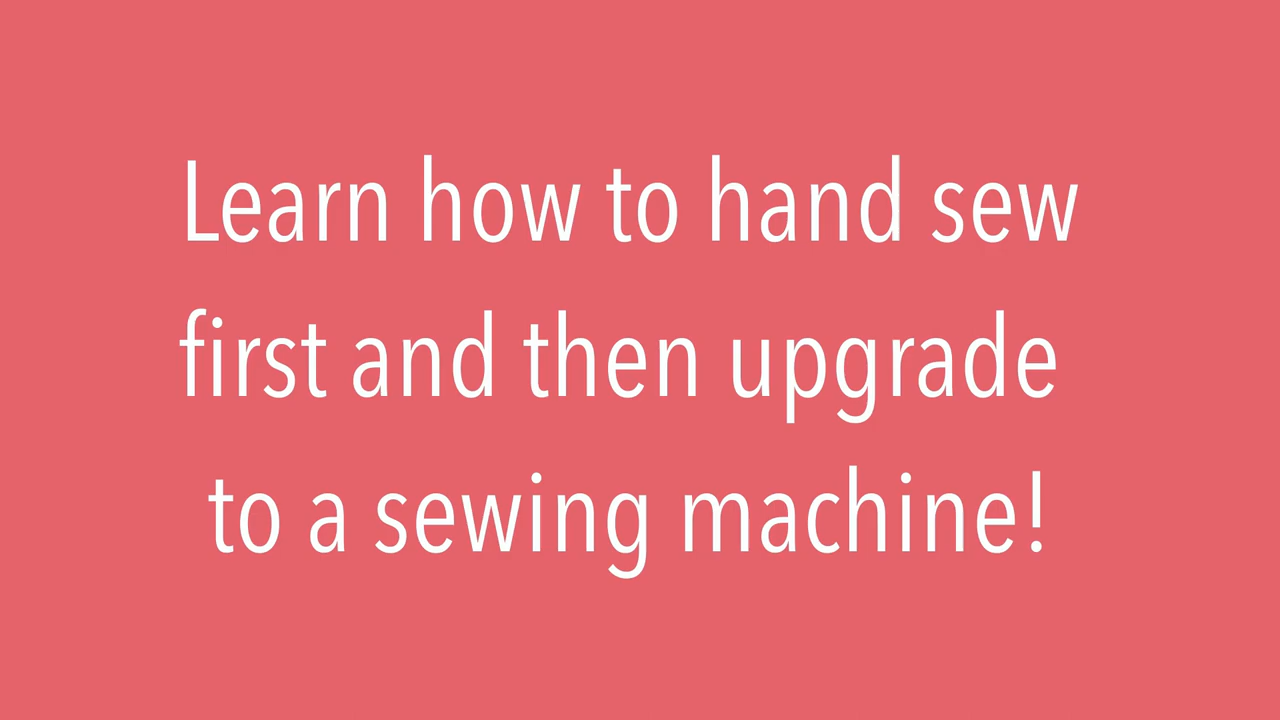 Learn how to hand sew
first and then upgrade
to a sewing machine!